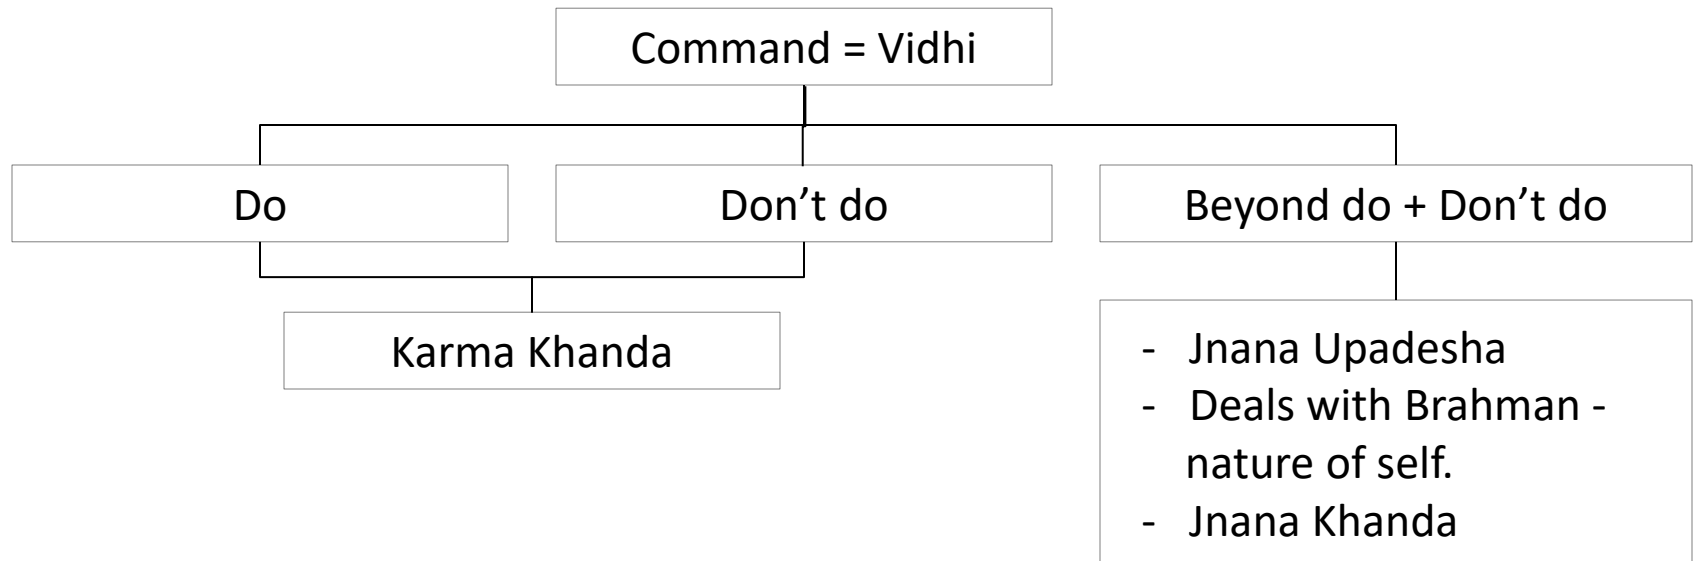 Command = Vidhi
Do
Don’t do
Beyond do + Don’t do
Karma Khanda
- Jnana Upadesha
- Deals with Brahman -
nature of self.
- Jnana Khanda